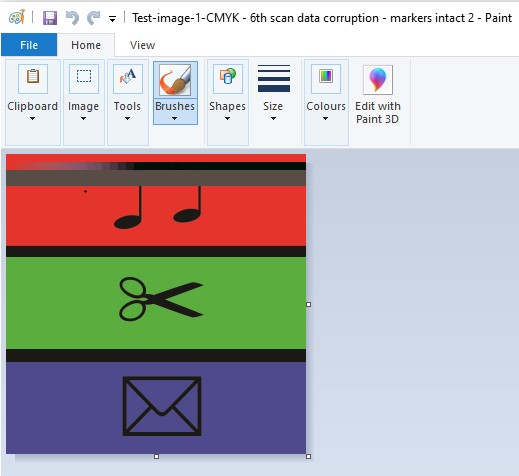 Test-image-1-CMYK - 6th scan data corruption - markers intact 2 - Paint
File Home View
Clipboard Image Tools Brushes Shapes Size Colours Edit with
Paint 3D